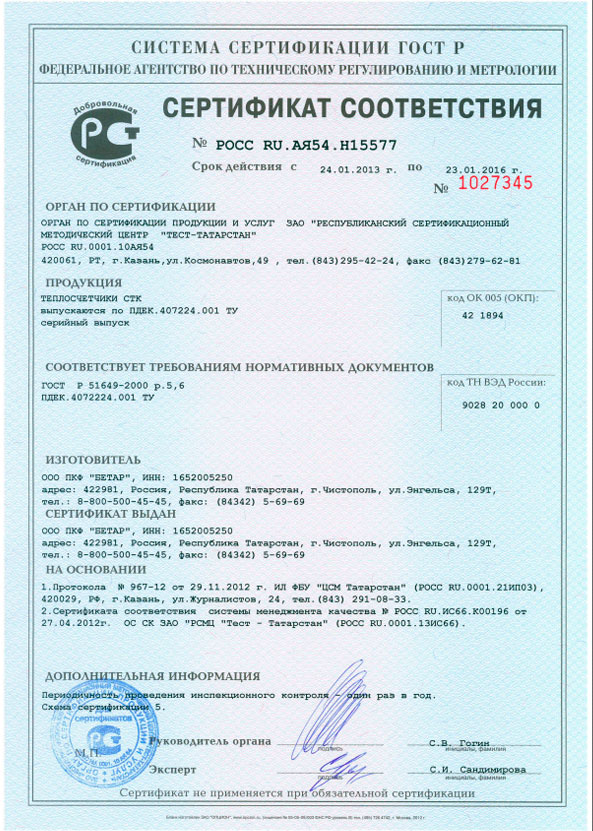 СИСТЕМА СЕРТИФИКАЦИИ ГОСТ Р
ФЕДЕРАЛЬНОЕ АГЕНТСТВО ПО ТЕХНИЧЕСКОМУ РЕГУЛИРОВАНИЮ И МЕТРОЛОГИИ
Добровольная
сертификация
СЕРТИФИКАТ СООТВЕТСТВИЯ
№ РОСС RU.АЯ54.Н15577
Срок действия с 24.01.2013 г. по 23.01.2016 г.
№ 1027345
ОРГАН ПО СЕРТИФИКАЦИИ
ОРГАН ПО СЕРТИФИКАЦИИ ПРОДУКЦИИ И УСЛУГ ЗАО "РЕСПУБЛИКАНСКИЙ СЕРТИФИКАЦИОННЫЙ
МЕТОДИЧЕСКИЙ ЦЕНТР "ТЕСТ-ТАТАРСТАН"
РОСС RU.0001.10АЯ54
420061, РТ, г.Казань,ул.Космонавтов,49 , тел.(843)295-42-24, факс (843)279-62-81
ПРОДУКЦИЯ
ТЕПЛОСЧЕТЧИКИ СТК
выпускаются по ПДЕК.407224.001 ТУ
серийный выпуск
код ОК 005 (ОКП):
42 1894
СООТВЕТСТВУЕТ ТРЕБОВАНИЯМ НОРМАТИВНЫХ ДОКУМЕНТОВ
ГОСТ Р 51649-2000 р.5,6
ПДЕК.4072224.001 ТУ
код ТН ВЭД России:
9028 20 000 0
ИЗГОТОВИТЕЛЬ
ООО ПКФ "БЕТАР", ИНН: 1652005250
адрес: 422981, Россия, Республика Татарстан, г.Чистополь, ул.Энгельса, 129Т,
тел.: 8-800-500-45-45, факс: (84342) 5-69-69
СЕРТИФИКАТ ВЫДАН
ООО ПКФ "БЕТАР", ИНН: 1652005250
адрес: 422981, Россия, Республика Татарстан, г.Чистополь, ул.Энгельса, 129Т,
тел.: 8-800-500-45-45, факс: (84342) 5-69-69
НА ОСНОВАНИИ
1.Протокола № 967-12 от 29.11.2012 г. ИЛ ФБУ "ЦСМ Татарстан" (РОСС RU.0001.21ИП03),
420029, РФ, г.Казань, ул.Журналистов, 24, тел.(843) 291-08-33.
2.Сертификата соответствия системы менеджмента качества № РОСС RU.ИС66.К00196 от
27.04.2012г. ОС СК ЗАО "РСМЦ "Тест - Татарстан" (РОСС RU.0001.13ИС66).
ДОПОЛНИТЕЛЬНАЯ ИНФОРМАЦИЯ
Периодичность проведения инспекционного контроля - один раз в год.
Схема сертификации 5.
Для
сертификатов
М.П.
Руководитель органа
подпись
С.В. Гогин
инициалы, фамилия
Эксперт
подпись
С.И. Сандимирова
инициалы, фамилия
Сертификат не применяется при обязательной сертификации